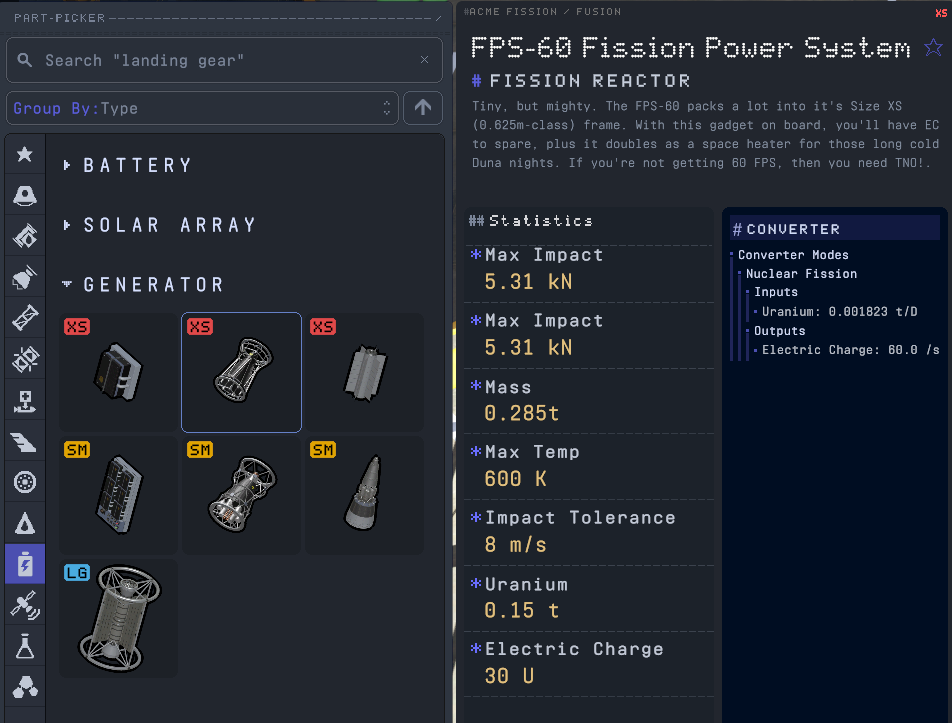 PART-PICKER
Search "landing gear"
Group By:Type
BATTERY
SOLAR ARRAY
GENERATOR
XS
XS
XS
SM
SM
SM
LG
#ACME FISSION / FUSION
XS
FPS-60 Fission Power System
# FISSION REACTOR
Tiny, but mighty. The FPS-60 packs a lot into it's Size XS
(0.625m-class) frame. With this gadget on board, you'll have EC
to spare, plus it doubles as a space heater for those long cold
Duna nights. If you're not getting 60 FPS, then you need TNO!.
## Statistics
*Max Impact
5.31 kN
*Max Impact
5.31 kN
*Mass
0.285t
*Max Temp
600 K
*Impact Tolerance
8 m/s
*Uranium
0.15 t
*Electric Charge
30 U
# CONVERTER
Converter Modes
Nuclear Fission
Inputs
Uranium: 0.001823 t/D
Outputs
Electric Charge: 60.0 /s